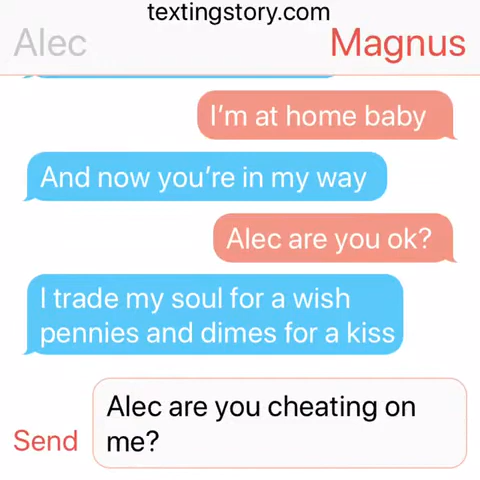 textingstory.com
Alec
Magnus
I’m at home baby
And now you’re in my way
Alec are you ok?
I trade my soul for a wish
pennies and dimes for a kiss
Alec are you cheating on
me?
Send